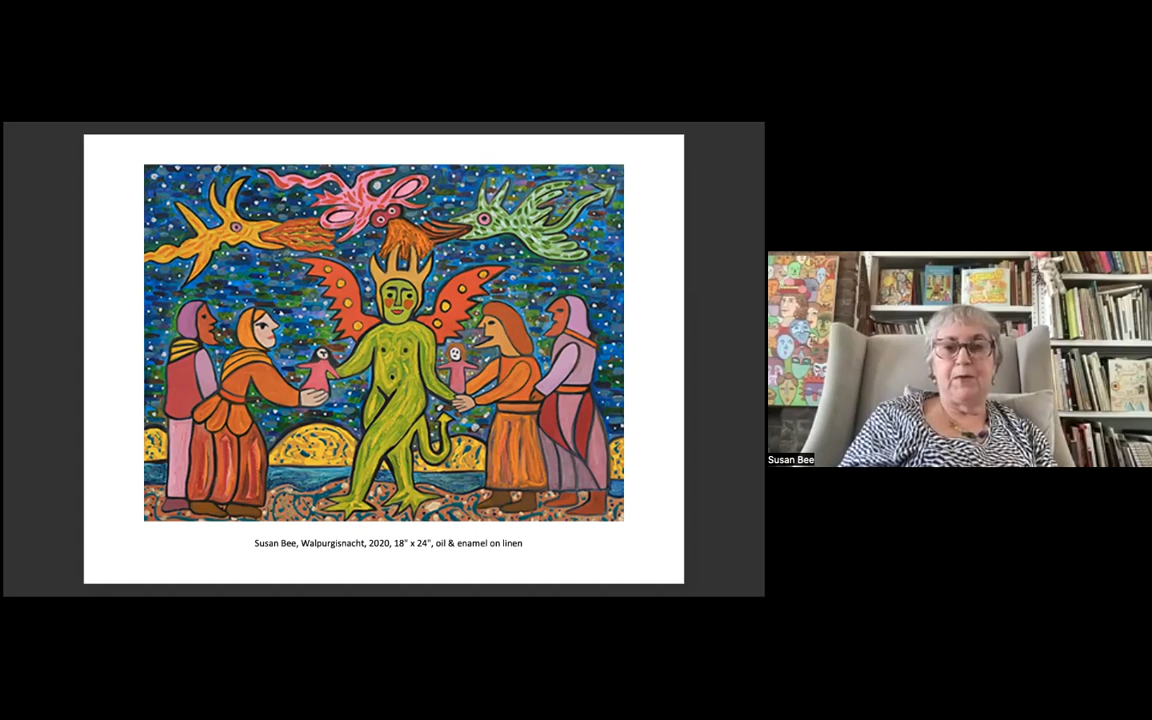 Susan Bee, Walpurgisnacht, 2020, 18" x 24", oil & enamel on linen
Susan Bee